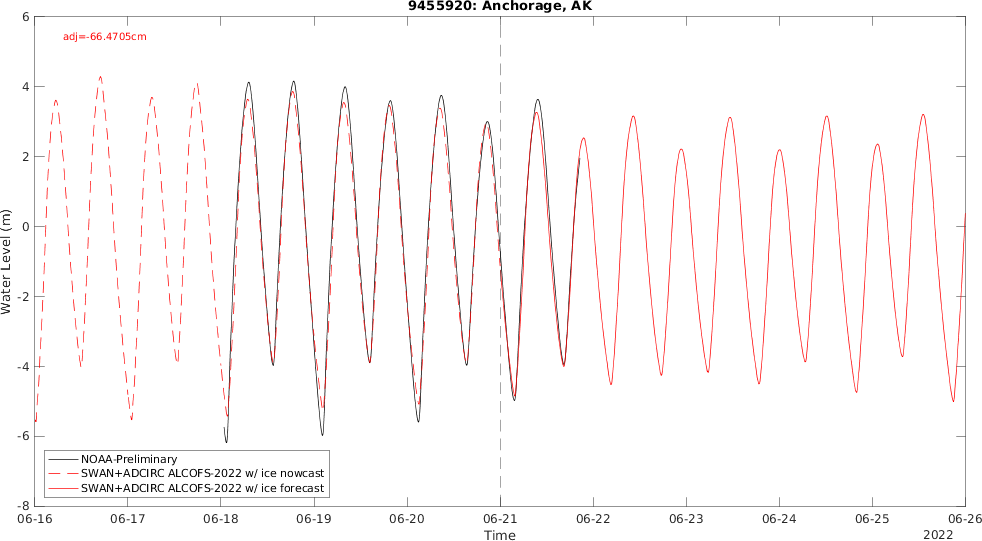 9455920: Anchorage, AK
adj=-66.4705cm
6
4
2
0
-2
-4
-6
-8
Water Level (m)
NOAA-Preliminary
SWAN+ADCIRC ALCOFS-2022 w/ ice nowcast
SWAN+ADCIRC ALCOFS-2022 w/ ice forecast
06-16 06-17 06-18 06-19 06-20 06-21 06-22 06-23 06-24 06-25 06-26
Time
2022